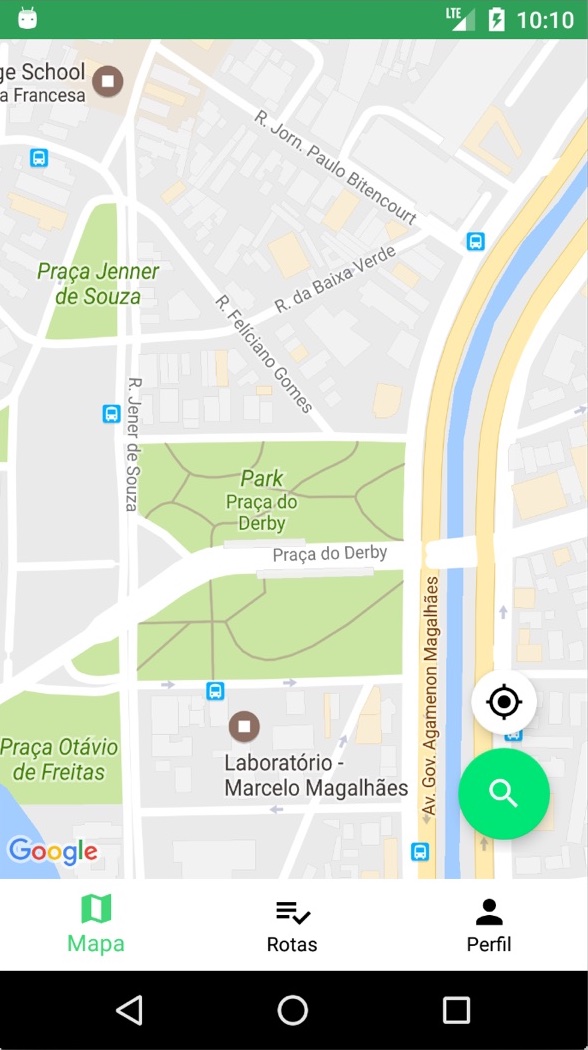 LTE 10:10
ge School
a Francesa
R. Jorn. Paulo Bitencourt
R. da Baixa Verde
Praça Jenner
de Souza
R. Felíciano Gomes
R. Jener de Souza
Park
Praça do
Derby
Praça do Derby
Av. Gov. Agamenon Magalhães
Praça Otávio
de Freitas
Laboratório -
Marcelo Magalhães
Google
Mapa
Rotas
Perfil